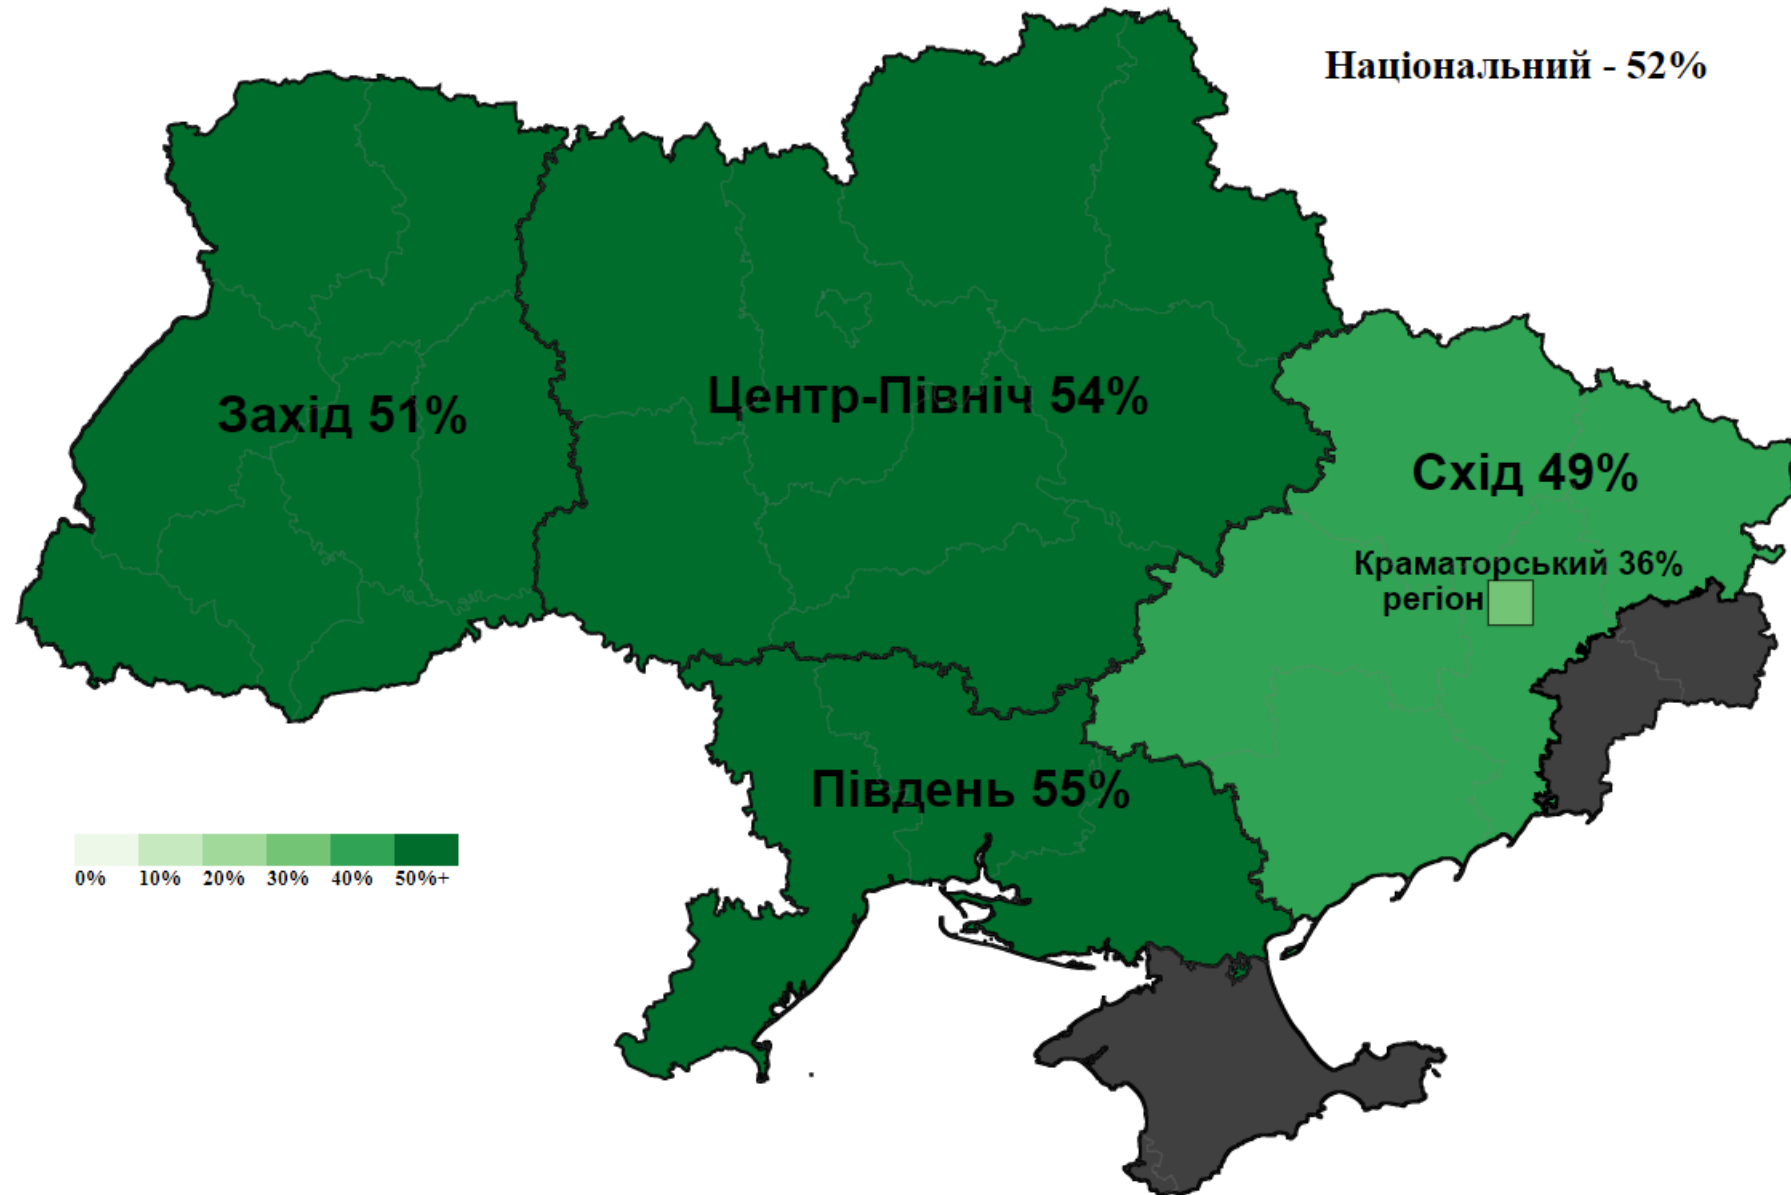 Національний - 52%
Захід 51%
Центр-Північ 54%
Схід 49%
Краматорський 36%
регіон
Південь 55%
0% 10% 20% 30% 40% 50%+